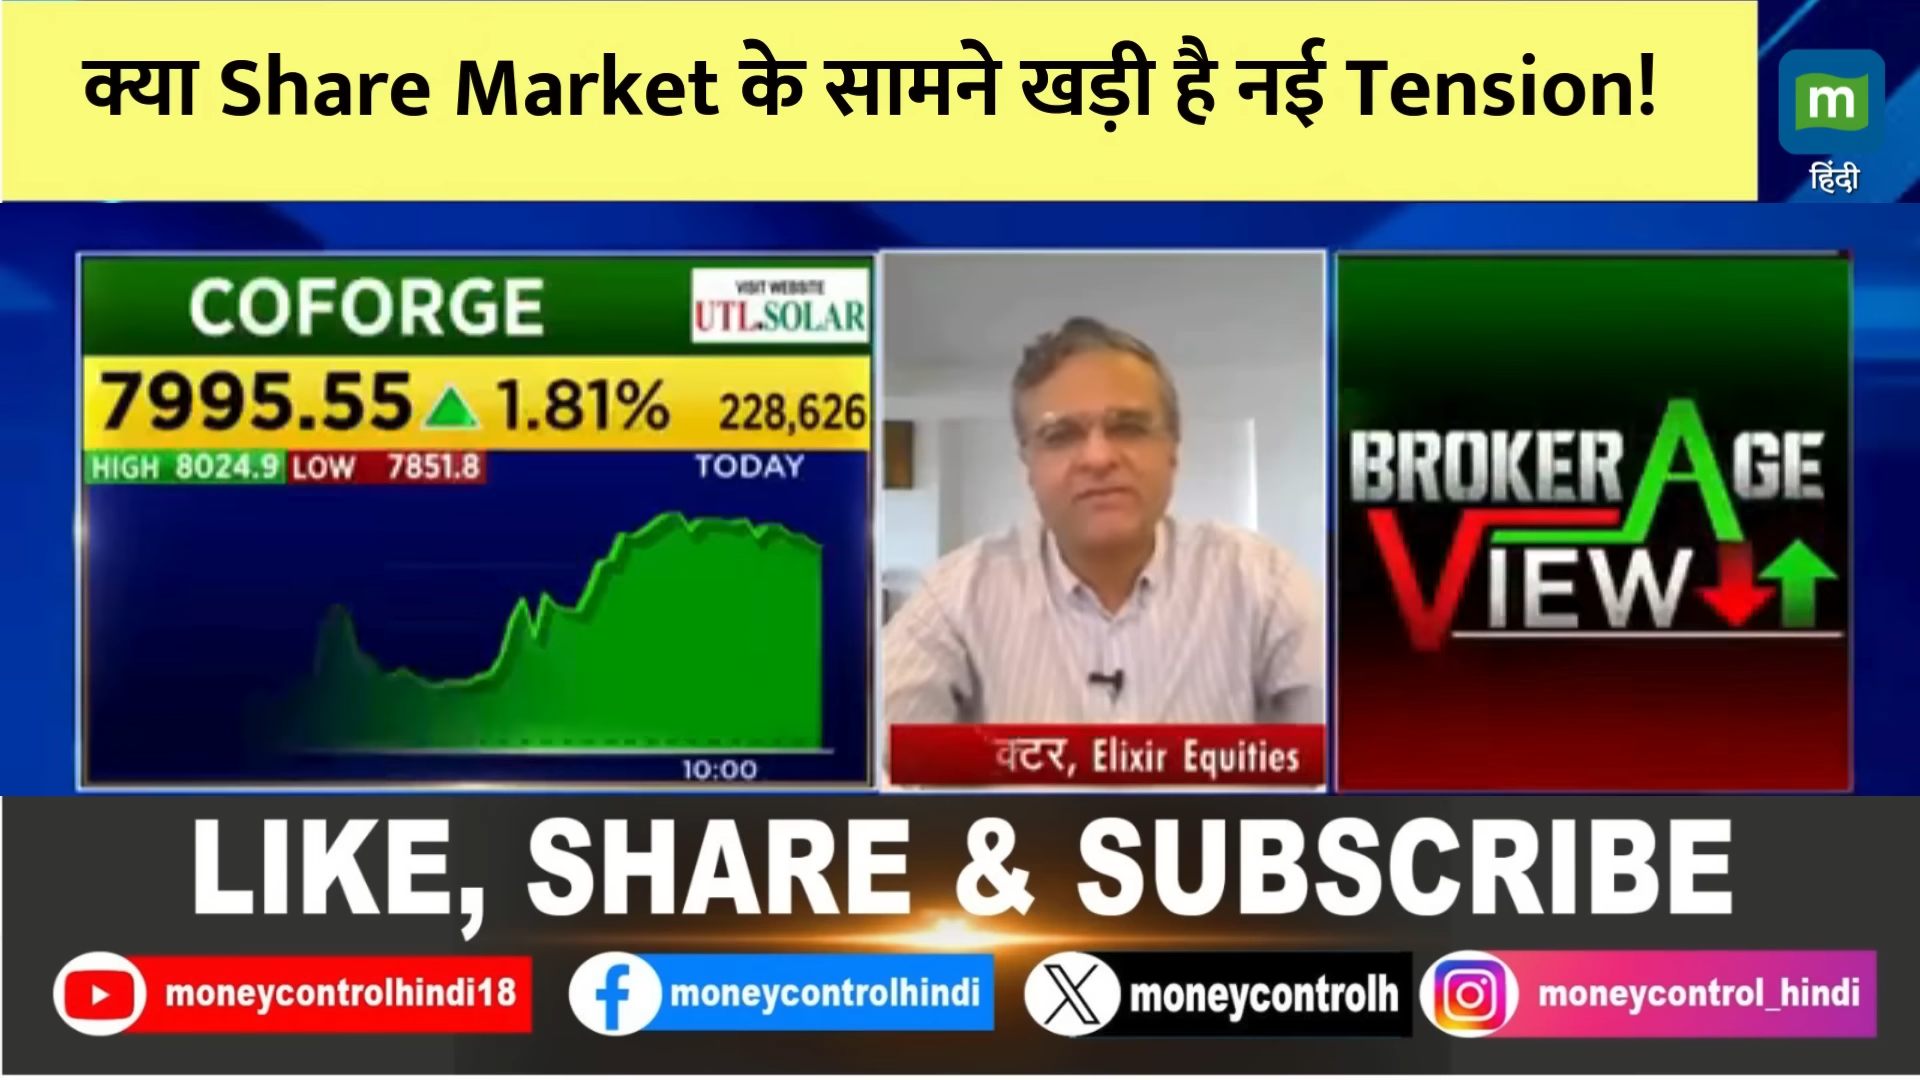 क्या Share Market के सामने खड़ी है नई Tension!
m
हिंदी
COFORGE
VISIT WEBSITE
UTL.SOLAR
7995.55 1.81% 228,626
HIGH 8024.9 LOW 7851.8 TODAY
10:00
क्टर, Elixir Equities
BROKERAGE
VIEW
LIKE, SHARE & SUBSCRIBE
moneycontrolhindi18 moneycontrolhindi moneycontrolh moneycontrol_hindi